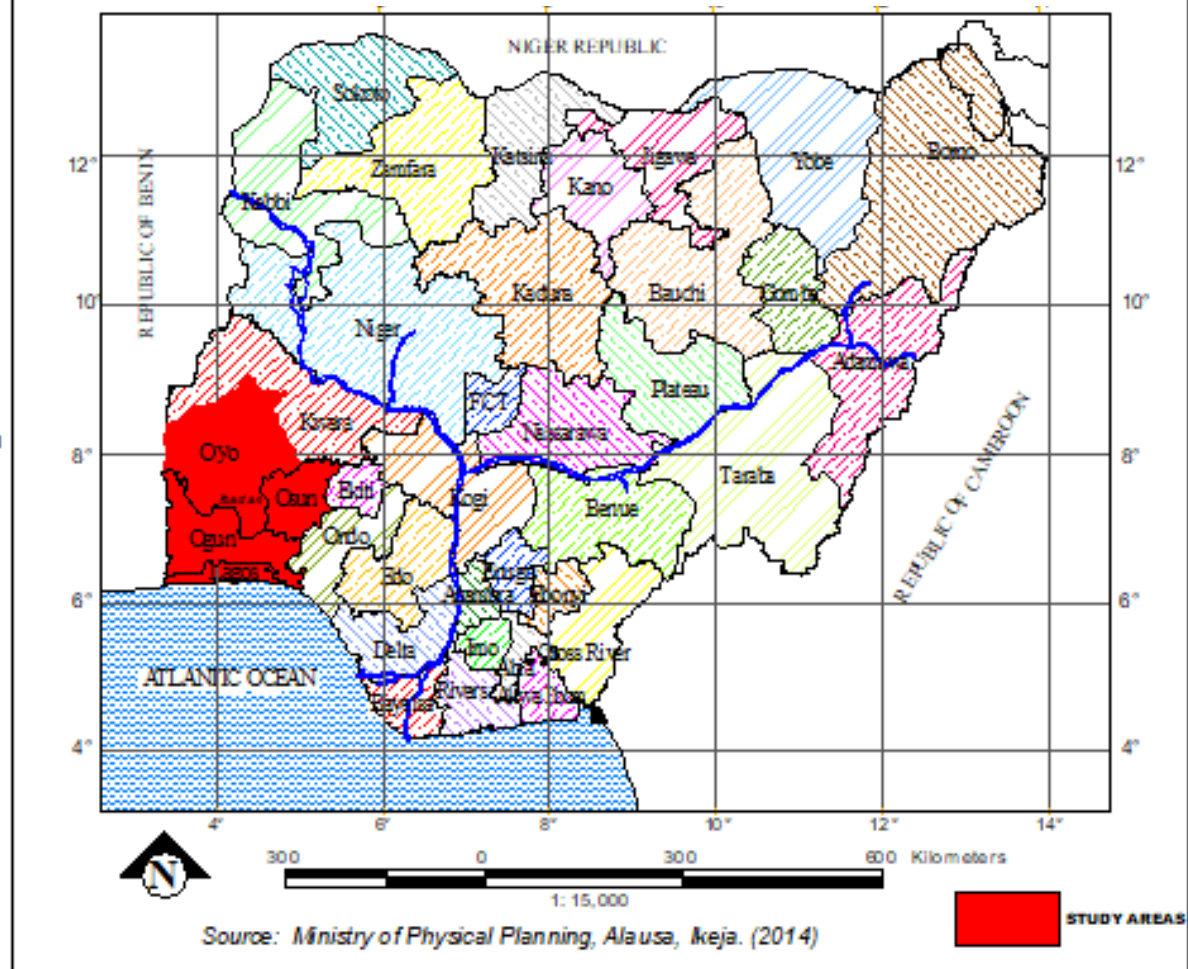 NIGER REPUBLIC
REPUBLIC OF BENIN
REPUBLIC OF CAMEROON
ATLANTIC OCEAN
Sokoto
Zamfara
Katsina
Kano
Jigawa
Yobe
Borno
Kebbi
Niger
Kaduna
Bauchi
Gombe
Adamawa
Plateau
FCT
Nassarawa
Kwara
Taraba
Oyo
Osun
Ekiti
Kogi
Benue
Ogun
Ondo
Lagos
Edo
Enugu
Anambra
Ebonyi
Delta
Imo
Abia
Cross River
Rivers
Akwa Ibom
Bayelsa
12° 12°
10° 10°
8° 8°
6° 6°
4° 4°
4° 6° 8° 10° 12° 14°
N
300 0 300 600 Kilometers
1: 15,000
STUDY AREAS
Source: Ministry of Physical Planning, Alausa, Ikeja. (2014)